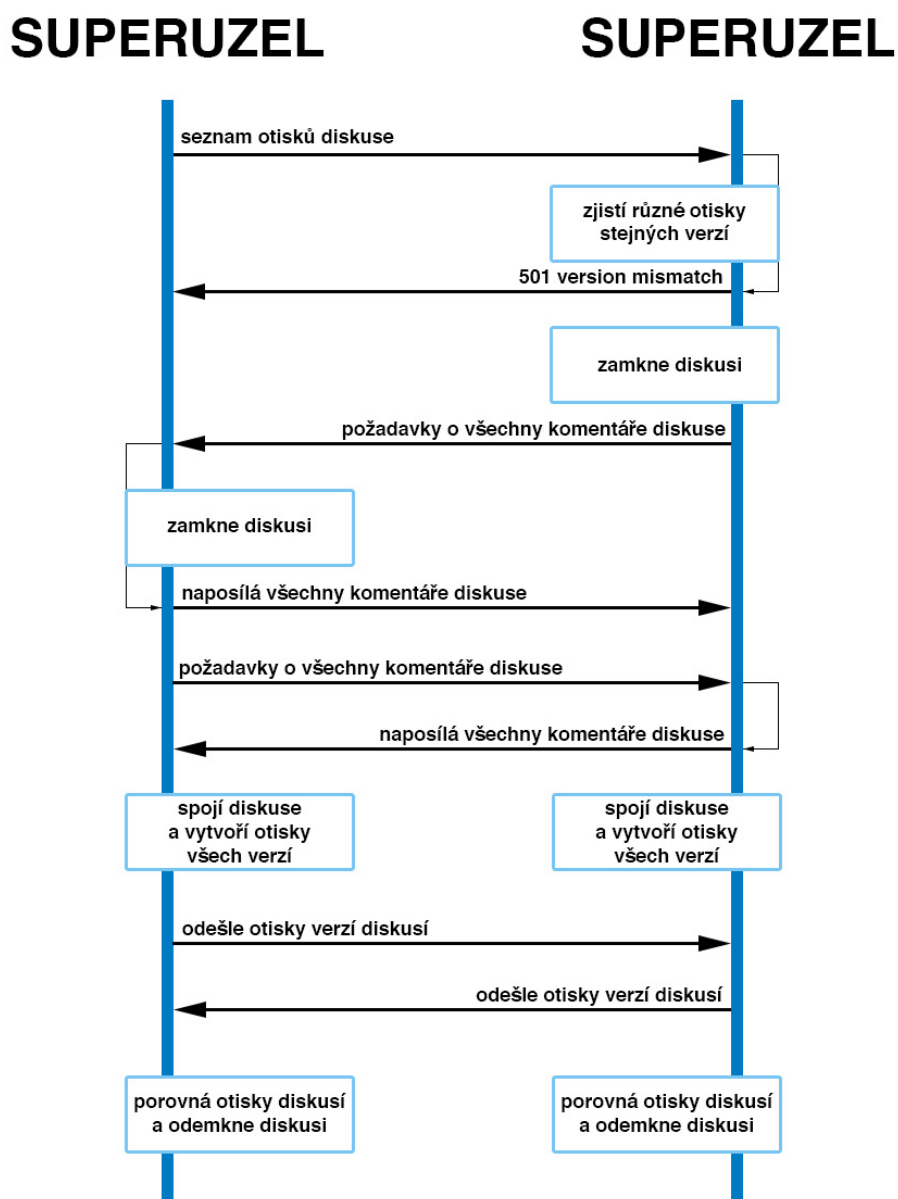 SUPERUZEL
SUPERUZEL
seznam otisků diskuse
zjistí různé otisky
stejných verzí
501 version mismatch
zamkne diskusi
požadavky o všechny komentáře diskuse
zamkne diskusi
naposílá všechny komentáře diskuse
požadavky o všechny komentáře diskuse
naposílá všechny komentáře diskuse
spojí diskuse
a vytvoří otisky
všech verzí
spojí diskuse
a vytvoří otisky
všech verzí
odešle otisky verzí diskusí
odešle otisky verzí diskusí
porovná otisky diskusí
a odemkne diskusi
porovná otisky diskusí
a odemkne diskusi